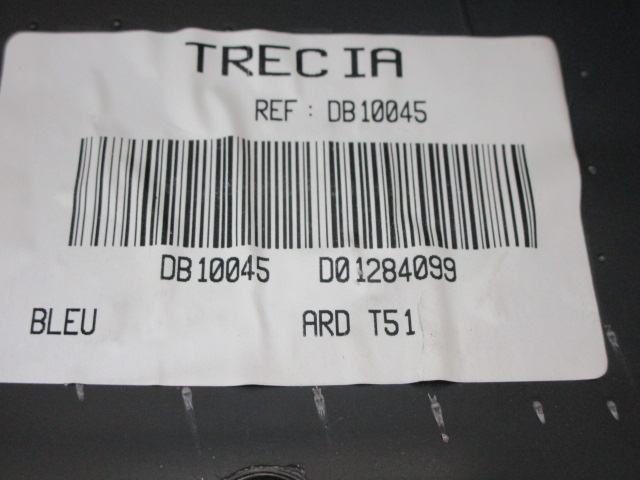 TRECIA
REF : DB10045
DB10045 D01284099
BLEU ARD T51